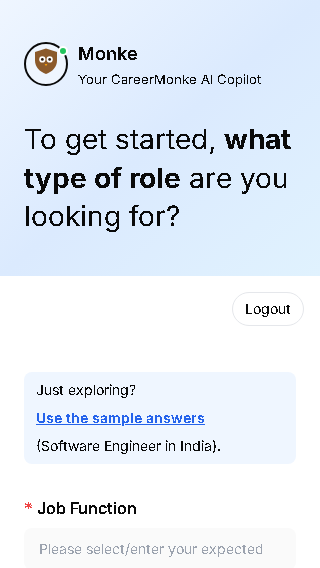 Monke
Your CareerMonke AI Copilot
To get started, what
type of role are you
looking for?
Logout
Just exploring?
Use the sample answers
(Software Engineer in India).
* Job Function
Please select/enter your expected